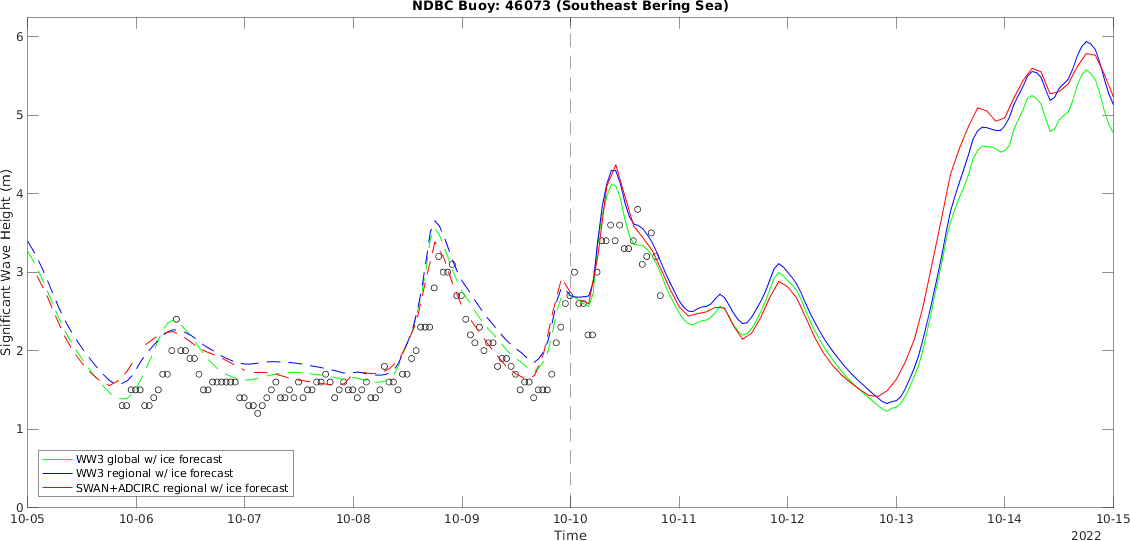 NDBC Buoy: 46073 (Southeast Bering Sea)
6
5
4
3
2
1
0
Significant Wave Height (m)
WW3 global w/ ice forecast
WW3 regional w/ ice forecast
SWAN+ADCIRC regional w/ ice forecast
10-05 10-06 10-07 10-08 10-09 10-10 10-11 10-12 10-13 10-14 10-15
Time
2022